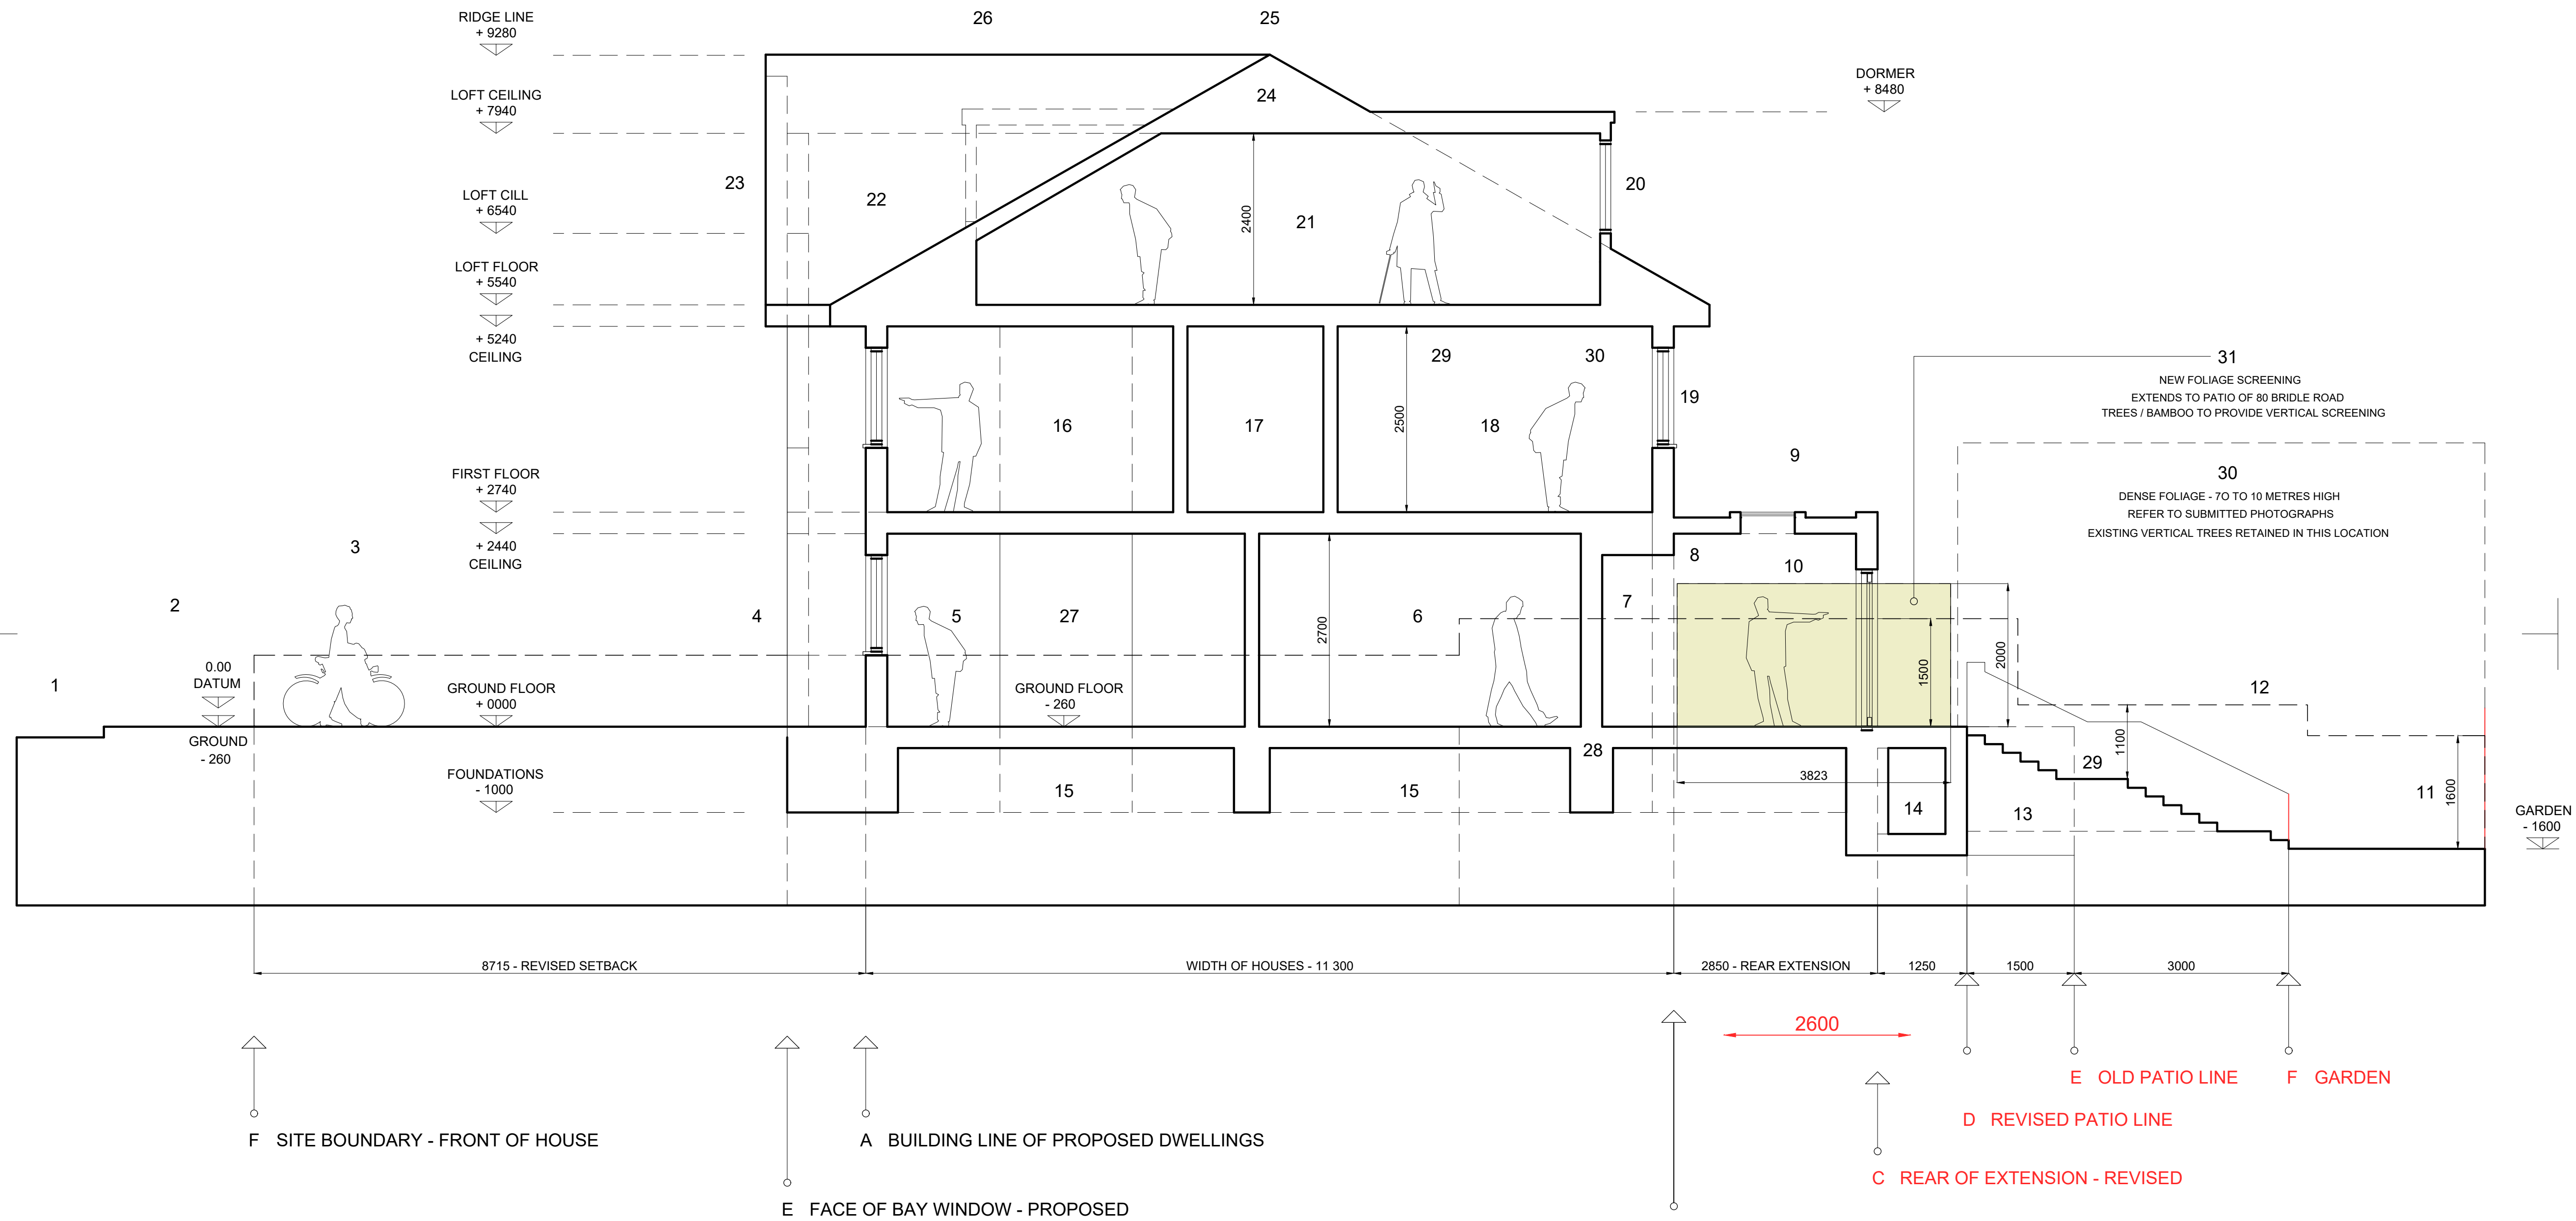 26
25
RIDGE LINE
+ 9280
DORMER
+ 8480
LOFT CEILING
+ 7940
24
23
22
LOFT CILL
+ 6540
2400
21
20
LOFT FLOOR
+ 5540
+ 5240
CEILING
29
30
31
NEW FOLIAGE SCREENING
EXTENDS TO PATIO OF 80 BRIDLE ROAD
TREES / BAMBOO TO PROVIDE VERTICAL SCREENING
19
16
17
2500
18
9
FIRST FLOOR
+ 2740
30
DENSE FOLIAGE - 7O TO 10 METRES HIGH
REFER TO SUBMITTED PHOTOGRAPHS
EXISTING VERTICAL TREES RETAINED IN THIS LOCATION
+ 2440
CEILING
3
8
10
2
4
5
27
6
7
2700
1500
2000
0.00
DATUM
1
GROUND FLOOR
+ 0000
GROUND FLOOR
- 260
12
GROUND
- 260
1100
28
29
FOUNDATIONS
- 1000
15
15
3823
14
13
11
1600
GARDEN
- 1600
8715 - REVISED SETBACK
WIDTH OF HOUSES - 11 300
2850 - REAR EXTENSION
1250
1500
3000
2600
E OLD PATIO LINE
F GARDEN
D REVISED PATIO LINE
F SITE BOUNDARY - FRONT OF HOUSE
A BUILDING LINE OF PROPOSED DWELLINGS
C REAR OF EXTENSION - REVISED
E FACE OF BAY WINDOW - PROPOSED